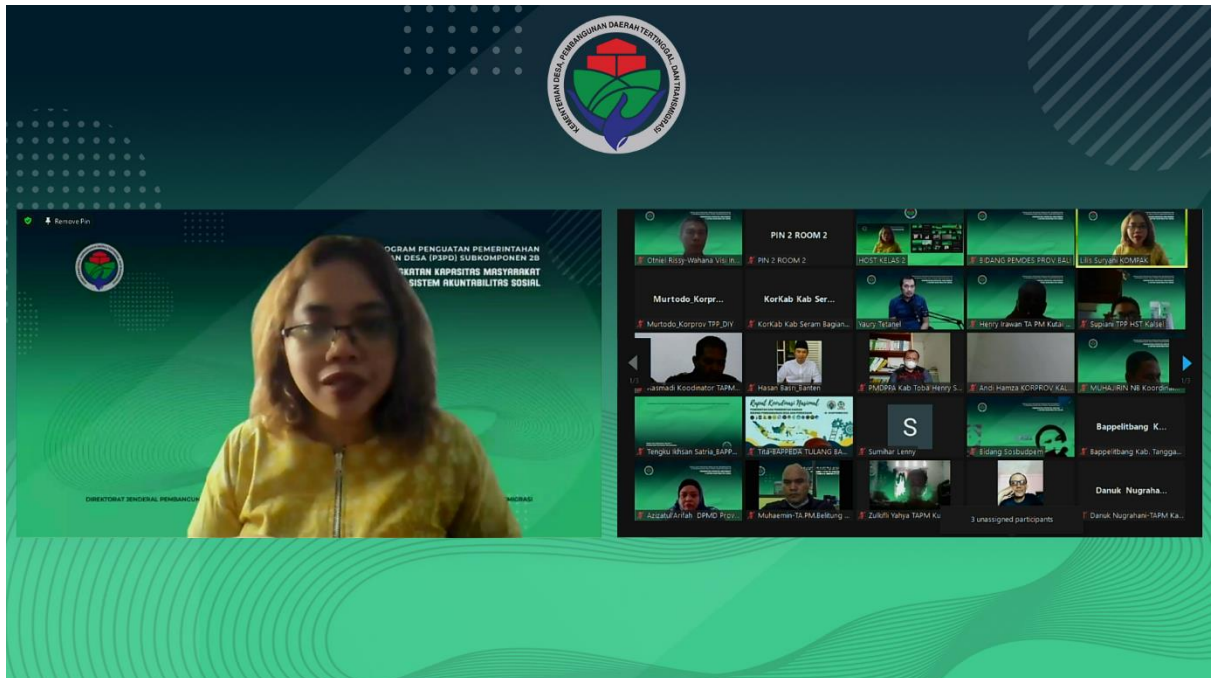 KEMENTERIAN DESA, PEMBANGUNAN DAERAH TERTINGGAL, DAN TRANSMIGRASI
Remove Pin
OGRAM PENGUATAN PEMERINTAHAN
AN DESA (P3PD) SUBKOMPONEN 2B
GKATAN KAPASITAS MASYARAKAT
SISTEM AKUNTABILITAS SOSIAL
DIREKTORAT JENDERAL PEMBANGUN
MIGRASI
Otniel Rissy-Wahana Visi In...
PIN 2 ROOM 2
PIN 2 ROOM 2
HOST KELAS 2
BIDANG PEMDES PROV.BALI
Lilis Suryani KOMPAK
Murtodo_Korpr...
Murtodo_Korprov TPP_DIY
KorKab Kab Ser...
KorKab Kab Seram Bagian...
Yaury Tetanel
Henry Irawan TA PM Kutai ...
Supiani TPP HST Kalsel
1/3
asmadi Koodinator TAPM...
Hasan Basri_Banten
PMDPPA Kab Toba Henry S...
Andi Hamza KORPROV KAL...
MUHAJIRIN NB Koordin...
Tengku Ikhsan Satria_BAPP...
Rapat Koordinasi Nasional
Tita-BAPPEDA TULANG BA...
S
Sumihar Lenny
Bidang Sosbudpem
Bappelitbang K...
Bappelitbang Kab. Tangga...
Azizatul Arifah DPMD Prov...
Muhaemin-TA.PM.Belitung ...
Zulkifli Yahya TAPM Ku
3 unassigned participants
Danuk Nugraha...
Danuk Nugrahani-TAPM Ka...